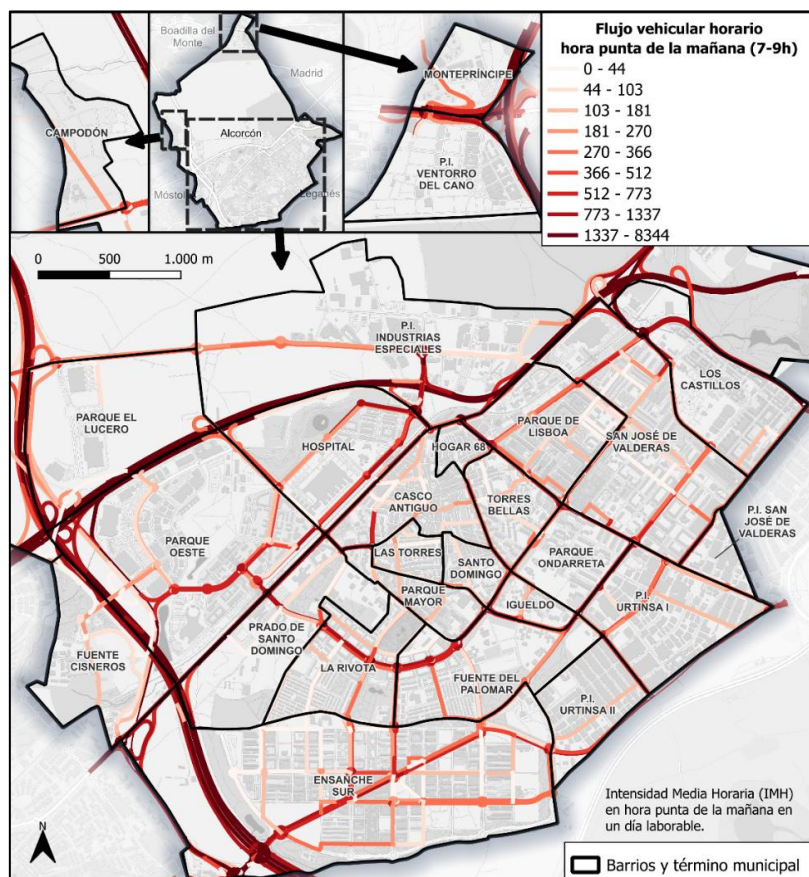 Boadilla del
Monte
Madrid
Alcorcón
Móstoles
Leganés
CAMPODÓN
MONTEPRÍNCIPE
P.I.
VENTORRO
DEL CANO
Flujo vehicular horario
hora punta de la mañana (7-9h)
0 - 44
44 - 103
103 - 181
181 - 270
270 - 366
366 - 512
512 - 773
773 - 1337
1337 - 8344
0 500 1.000 m
P.I.
INDUSTRIAS
ESPECIALES
LOS
CASTILLOS
PARQUE EL
LUCERO
PARQUE DE
LISBOA
SAN JOSÉ DE
VALDERAS
HOSPITAL
HOGAR 68
CASCO
ANTIGUO
TORRES
BELLAS
P.I. SAN
JOSÉ DE
VALDERAS
PARQUE
OESTE
LAS TORRES
SANTO
DOMINGO
PARQUE
ONDARRETA
PARQUE
MAYOR
IGUELDO
P.I.
URTINSA I
PRADO DE
SANTO
DOMINGO
FUENTE
CISNEROS
LA RIVOTA
FUENTE DEL
PALOMAR
P.I.
URTINSA II
ENSANCHE
SUR
Intensidad Media Horaria (IMH)
en hora punta de la mañana en
un día laborable.
N
Barrios y término municipal